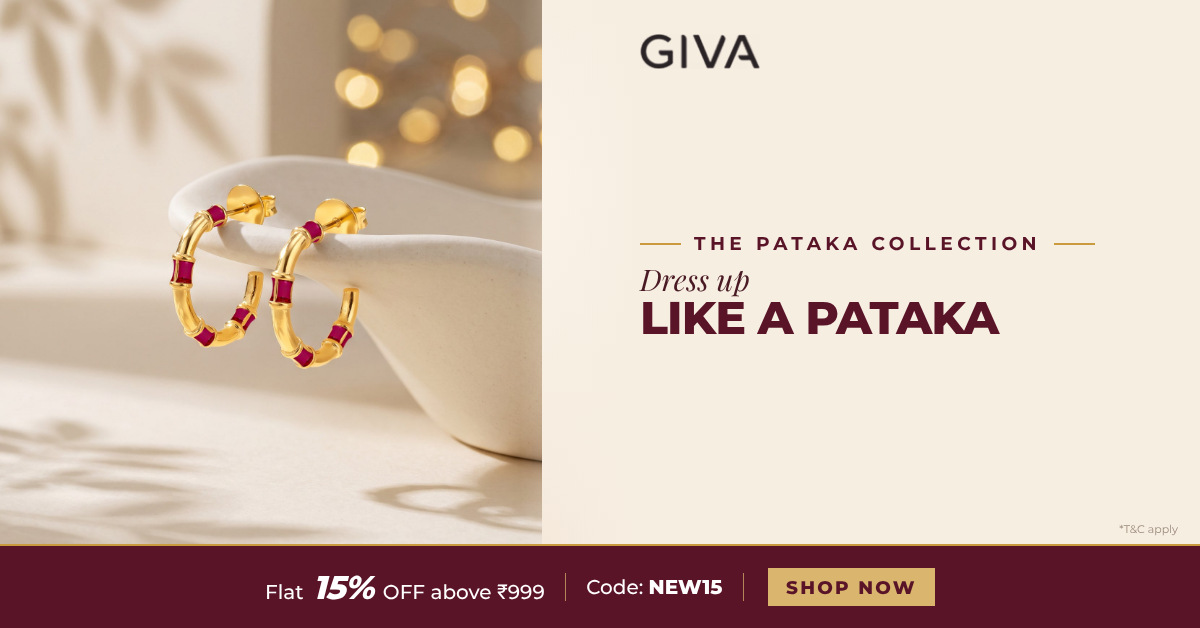 GIVA
THE PATAKA COLLECTION
Dress up
LIKE A PATAKA
*T&C apply
Flat 15% OFF above ₹999
Code: NEW15
SHOP NOW